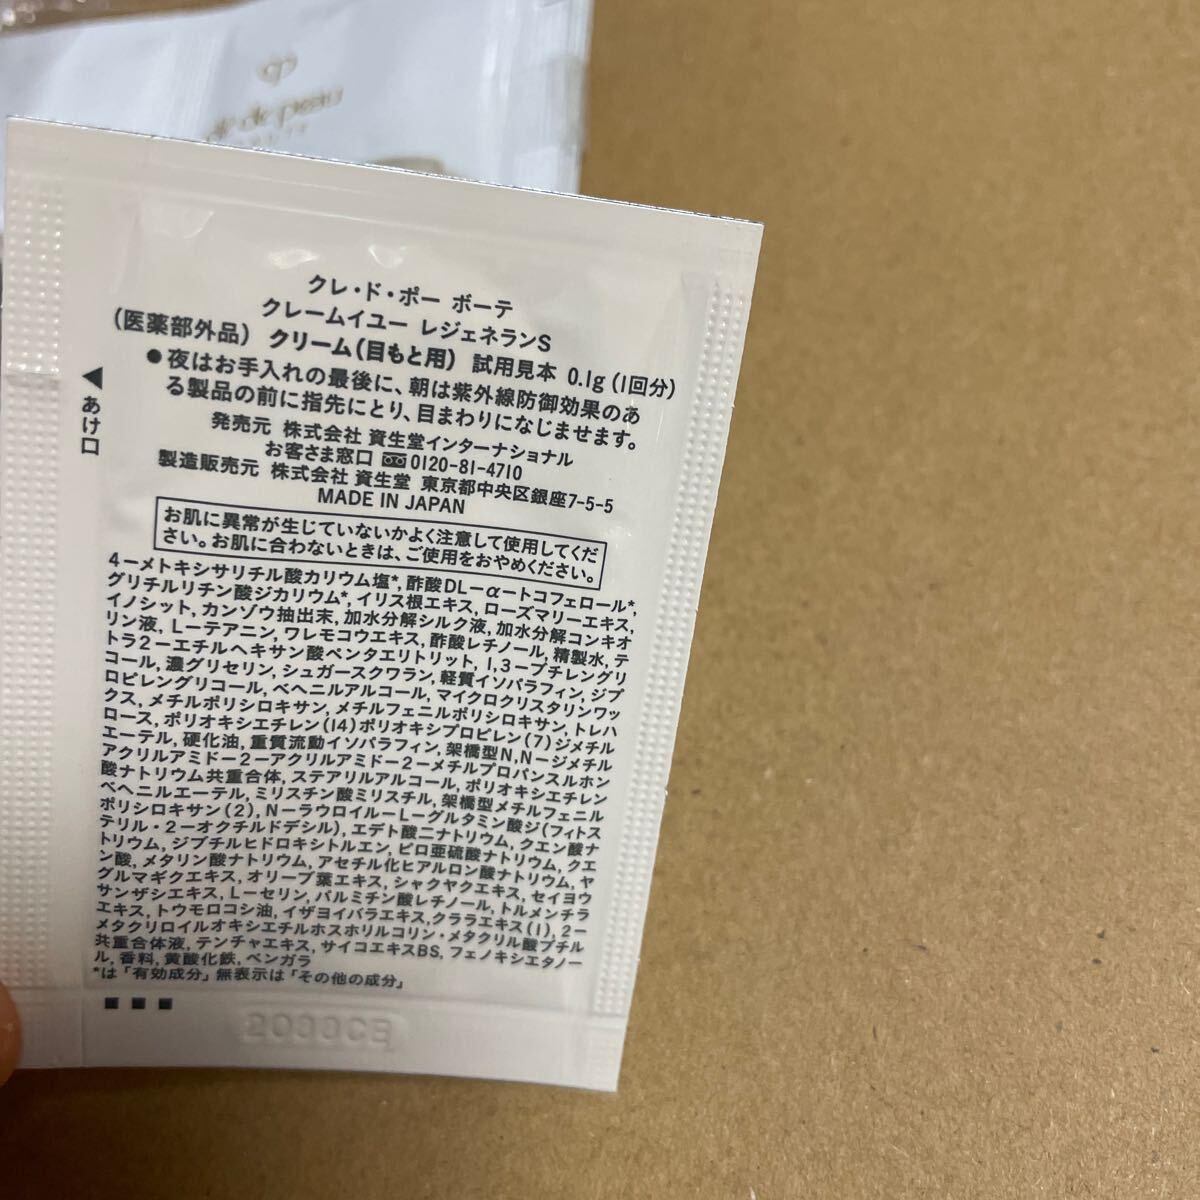 de peau
クレ・ド・ポー ボーテ
クレームイユー レジェネランS
(医薬部外品) クリーム(目もと用) 試用見本 0.1g (1回分)
●夜はお手入れの最後に、朝は紫外線防御効果のあ
る製品の前に指先にとり、目まわりになじませます。
発売元 株式会社 資生堂インターナショナル
お客さま窓口 0120-81-4710
製造販売元 株式会社 資生堂 東京都中央区銀座7-5-5
MADE IN JAPAN
◀あけ口
お肌に異常が生じていないかよく注意して使用してくだ
さい。お肌に合わないときは、ご使用をおやめください。
4ーメトキシサリチル酸カリウム塩*, 酢酸DLーαートコフェロール*,
グリチルリチン酸ジカリウム*, イリス根エキス, ローズマリーエキス,
イノシット, カンゾウ抽出末, 加水分解シルク液, 加水分解コンキオ
リン液, Lーテアニン, ワレモコウエキス, 酢酸レチノール, 精製水, テ
トラ2ーエチルヘキサン酸ペンタエリトリット, 1,3ーブチレングリ
コール, 濃グリセリン, シュガースクワラン, 軽質イソパラフィン, ジプ
ロピレングリコール, ベヘニルアルコール, マイクロクリスタリンワッ
クス, メチルポリシロキサン, メチルフェニルポリシロキサン, トレハ
ロース, ポリオキシエチレン(14)ポリオキシプロピレン(7)ジメチル
エーテル, 硬化油, 重質流動イソパラフィン, 架橋型N,Nージメチル
アクリルアミドー2ーアクリルアミドー2ーメチルプロパンスルホン
酸ナトリウム共重合体, ステアリルアルコール, ポリオキシエチレン
ベヘニルエーテル, ミリスチン酸ミリスチル, 架橋型メチルフェニル
ポリシロキサン(2), NーラウロイルーLーグルタミン酸ジ(フィトス
テリル・2ーオクチルドデシル), エデト酸二ナトリウム, クエン酸ナ
トリウム, ジブチルヒドロキシトルエン, ピロ亜硫酸ナトリウム, クエ
ン酸, メタリン酸ナトリウム, アセチル化ヒアルロン酸ナトリウム, ヤ
グルマギクエキス, オリーブ葉エキス, シャクヤクエキス, セイヨウ
サンザシエキス, Lーセリン, パルミチン酸レチノール, トルメンチラ
エキス, トウモロコシ油, イザヨイバラエキス, クララエキス(1), 2ー
メタクリロイルオキシエチルホスホリルコリン・メタクリル酸ブチル
共重合体液, テンチャエキス, サイコエキスBS, フェノキシエタノー
ル, 香料, 黄酸化鉄, ベンガラ
*は「有効成分」無表示は「その他の成分」